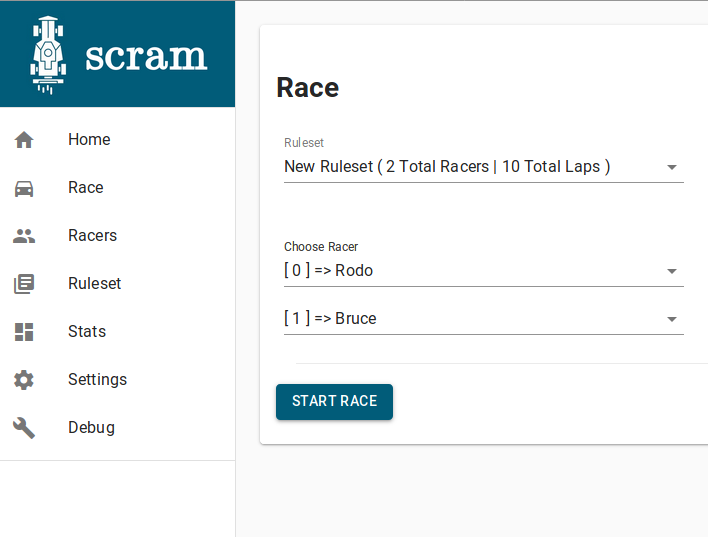 scram
Home
Race
Racers
Ruleset
Stats
Settings
Debug
Race
Ruleset
New Ruleset ( 2 Total Racers | 10 Total Laps )
Choose Racer
[ 0 ] => Rodo
[ 1 ] => Bruce
START RACE